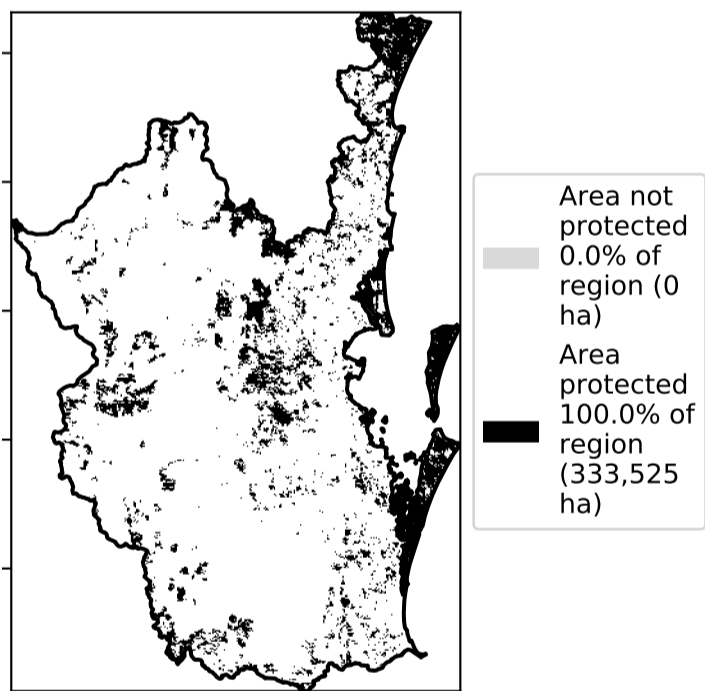 Area not
protected
0.0% of
region (0
ha)
Area
protected
100.0% of
region
(333,525
ha)